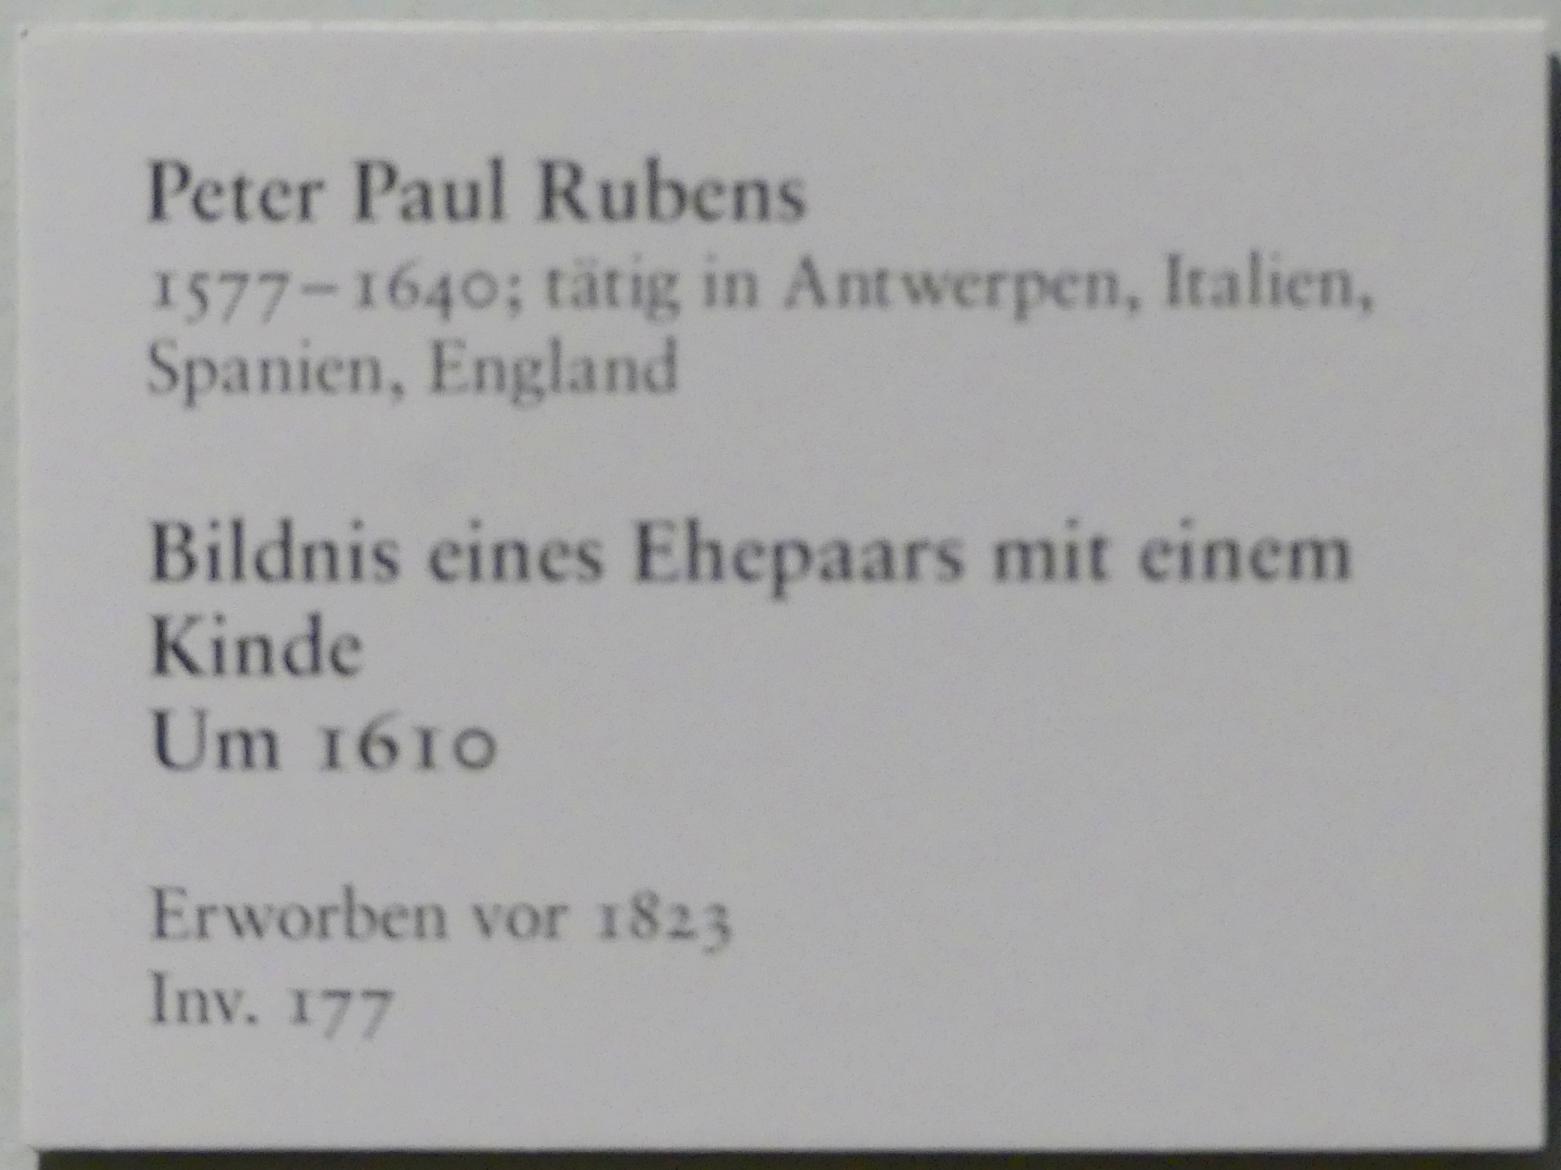 Peter Paul Rubens
1577–1640; tätig in Antwerpen, Italien,
Spanien, England
Bildnis eines Ehepaars mit einem
Kinde
Um 1610
Erworben vor 1823
Inv. 177